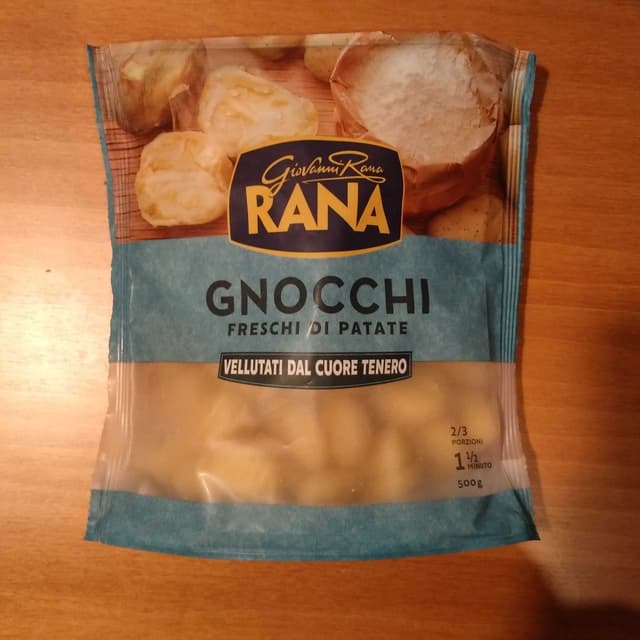 Giovanni Rana
RANA
GNOCCHI
FRESCHI DI PATATE
VELLUTATI DAL CUORE TENERO
2/3
PORZIONI
1 1/2
MINUTO
500g